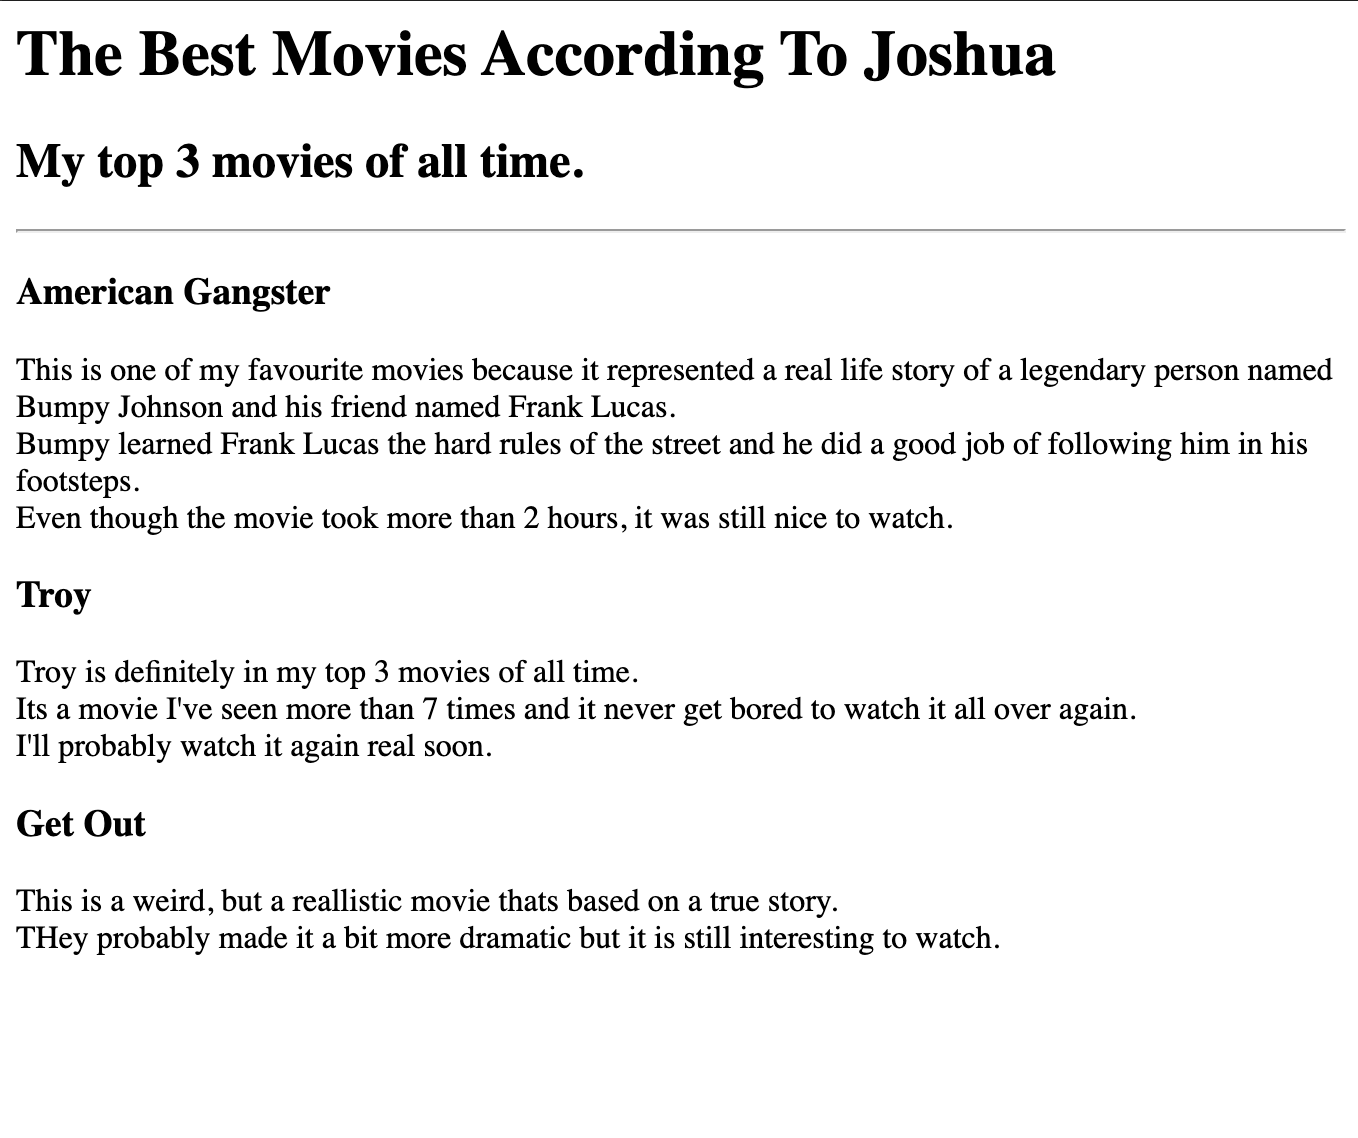 The Best Movies According To Joshua
My top 3 movies of all time.
American Gangster
This is one of my favourite movies because it represented a real life story of a legendary person named
Bumpy Johnson and his friend named Frank Lucas.
Bumpy learned Frank Lucas the hard rules of the street and he did a good job of following him in his
footsteps.
Even though the movie took more than 2 hours, it was still nice to watch.
Troy
Troy is definitely in my top 3 movies of all time.
Its a movie I've seen more than 7 times and it never get bored to watch it all over again.
I'll probably watch it again real soon.
Get Out
This is a weird, but a reallistic movie thats based on a true story.
THey probably made it a bit more dramatic but it is still interesting to watch.